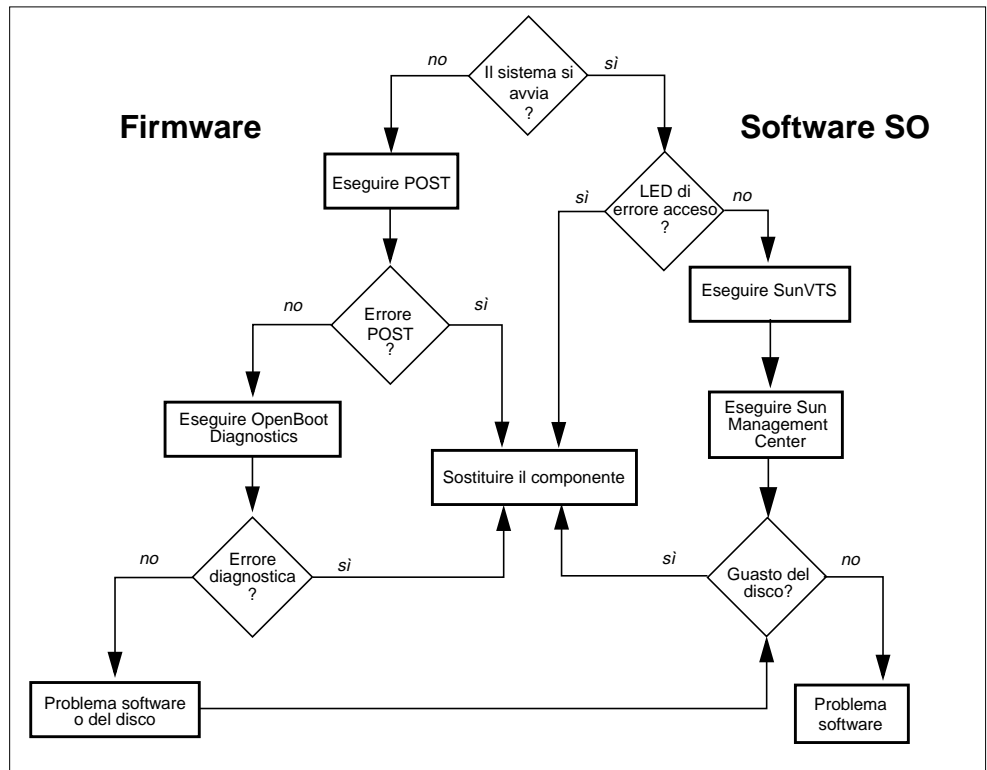 Il sistema si
avvia
?
no
sì
Firmware
Software SO
Eseguire POST
LED di
errore acceso
?
sì
no
Eseguire SunVTS
Errore
POST
?
no
sì
Eseguire OpenBoot
Diagnostics
Eseguire Sun
Management
Center
Sostituire il componente
Errore
diagnostica
?
no
sì
Guasto del
disco?
sì
no
Problema software
o del disco
Problema
software